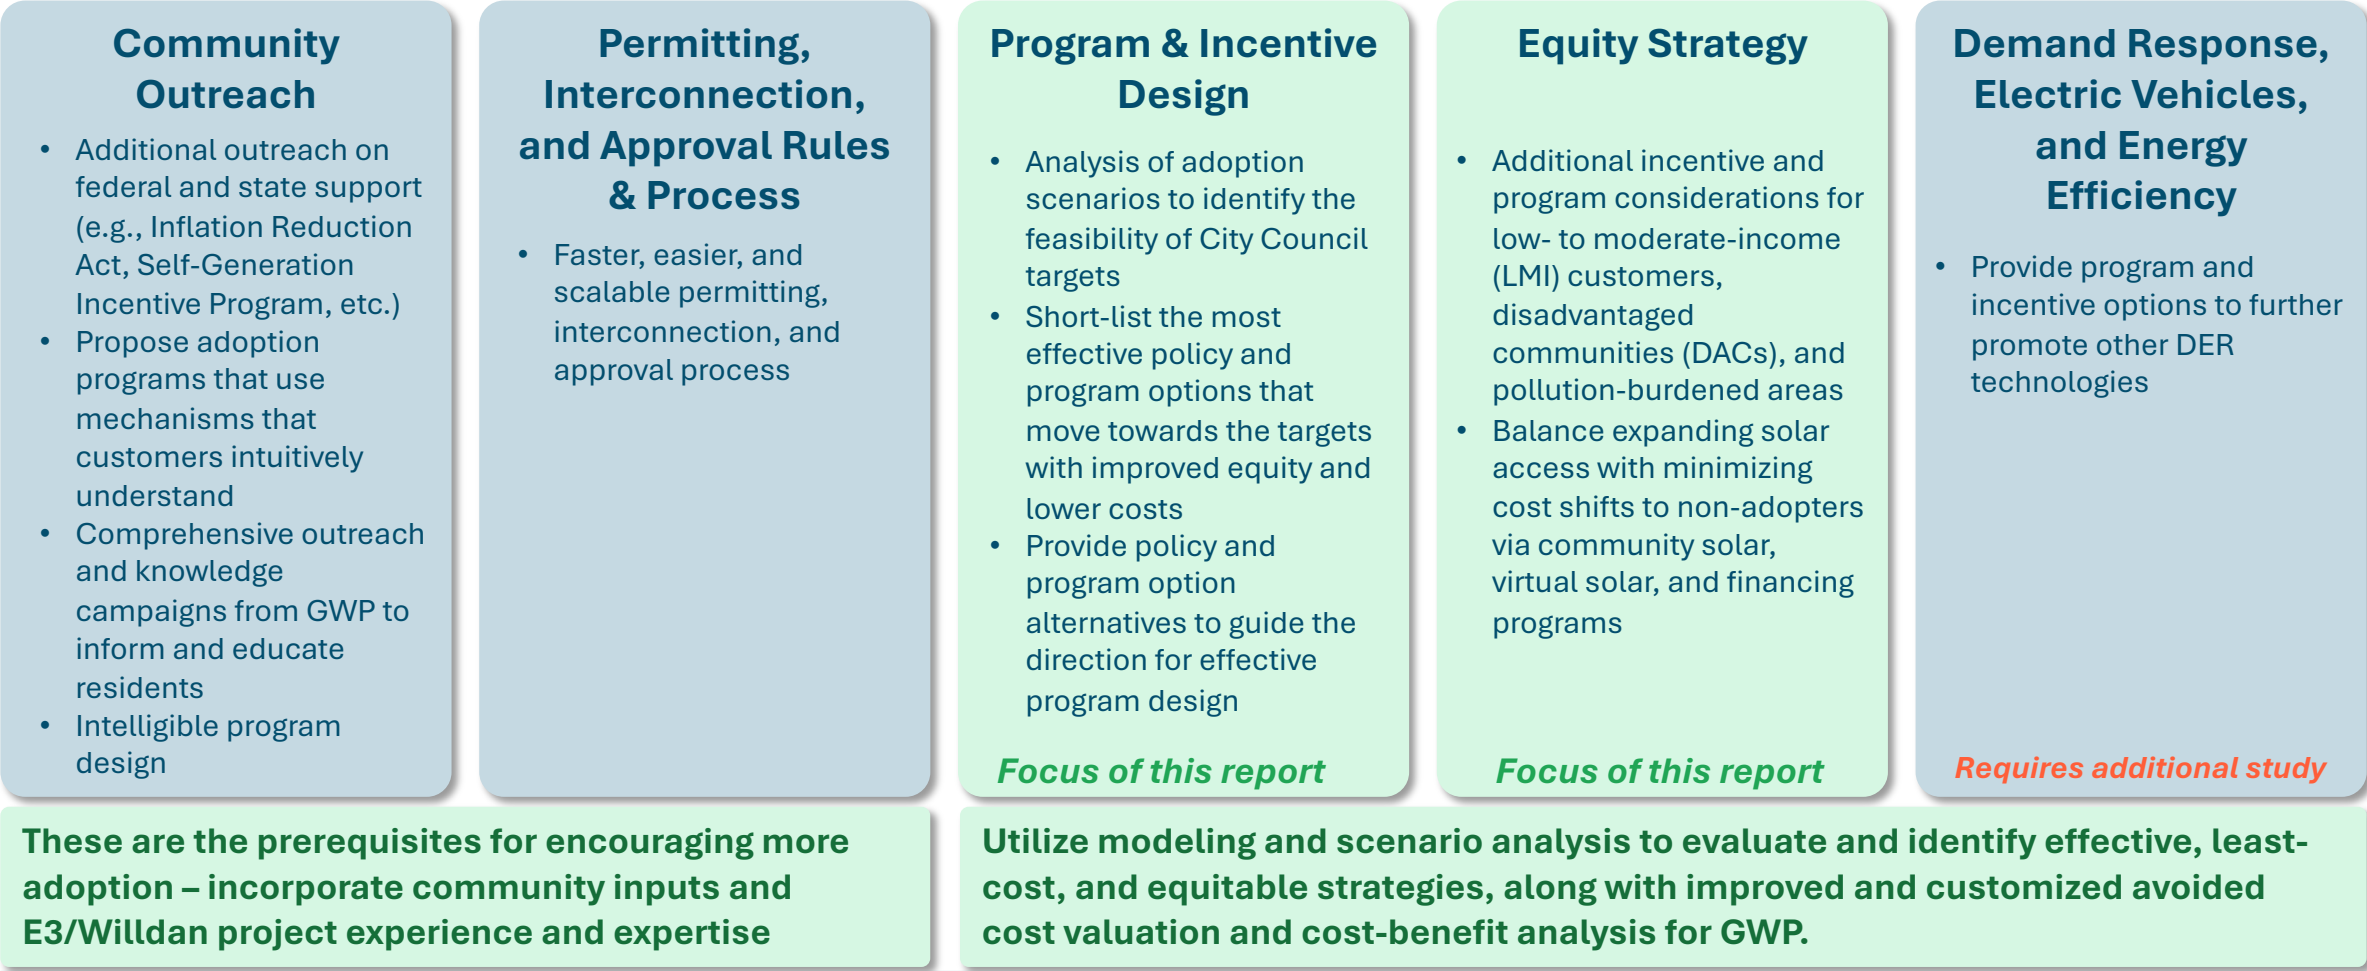 Community
Outreach
• Additional outreach on
federal and state support
(e.g., Inflation Reduction
Act, Self-Generation
Incentive Program, etc.)
• Propose adoption
programs that use
mechanisms that
customers intuitively
understand
• Comprehensive outreach
and knowledge
campaigns from GWP to
inform and educate
residents
• Intelligible program
design
Permitting,
Interconnection,
and Approval Rules
& Process
• Faster, easier, and
scalable permitting,
interconnection, and
approval process
Program & Incentive
Design
• Analysis of adoption
scenarios to identify the
feasibility of City Council
targets
• Short-list the most
effective policy and
program options that
move towards the targets
with improved equity and
lower costs
• Provide policy and
program option
alternatives to guide the
direction for effective
program design
Focus of this report
Equity Strategy
• Additional incentive and
program considerations for
low- to moderate-income
(LMI) customers,
disadvantaged
communities (DACs), and
pollution-burdened areas
• Balance expanding solar
access with minimizing
cost shifts to non-adopters
via community solar,
virtual solar, and financing
programs
Focus of this report
Demand Response,
Electric Vehicles,
and Energy
Efficiency
• Provide program and
incentive options to further
promote other DER
technologies
Requires additional study
These are the prerequisites for encouraging more
adoption – incorporate community inputs and
E3/Willdan project experience and expertise
Utilize modeling and scenario analysis to evaluate and identify effective, least-
cost, and equitable strategies, along with improved and customized avoided
cost valuation and cost-benefit analysis for GWP.